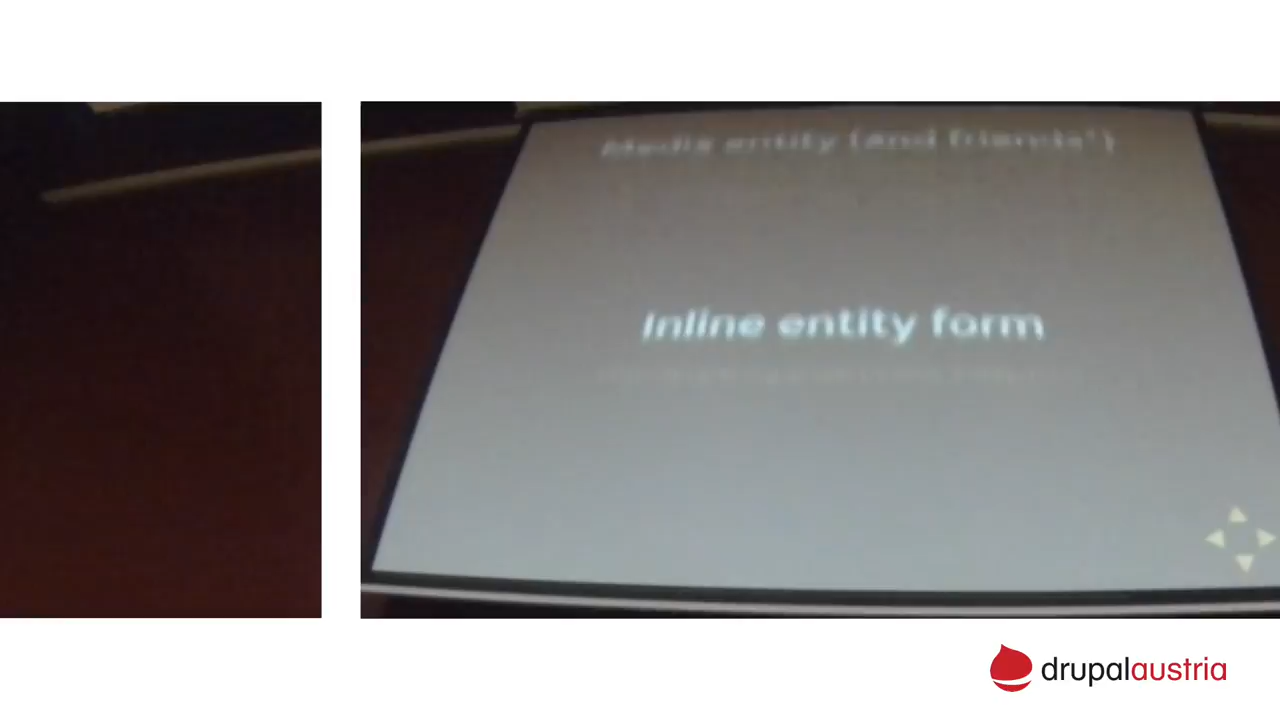 Media entity (and friends*)
Inline entity form
drupalaustria